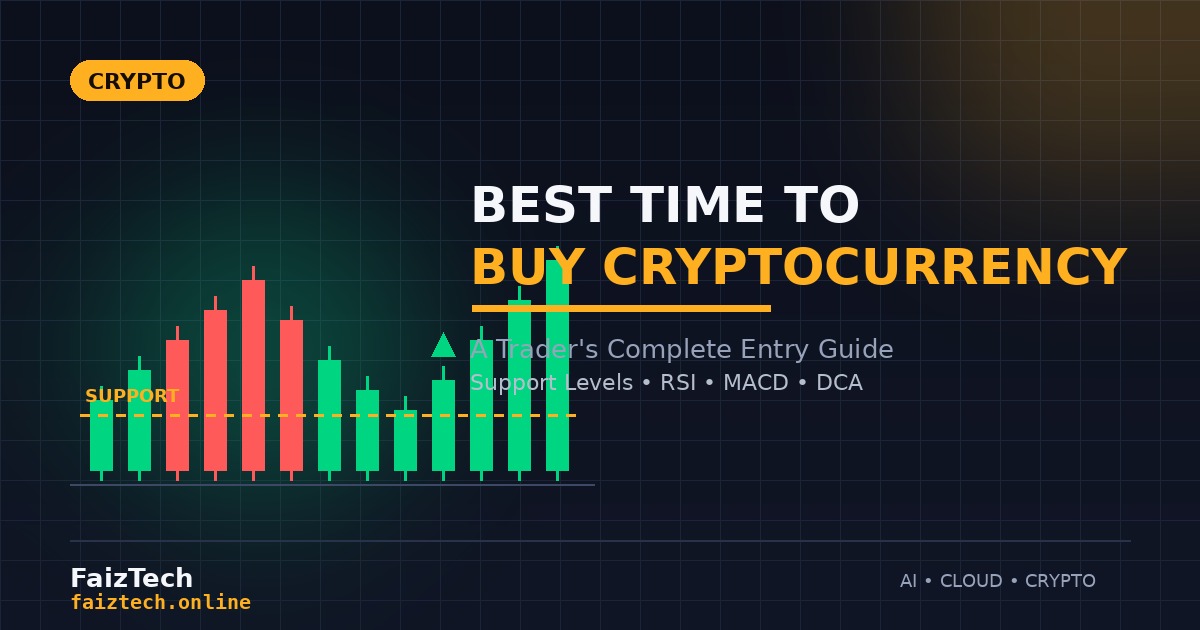 CRYPTO
BEST TIME TO
BUY CRYPTOCURRENCY
A Trader's Complete Entry Guide
Support Levels • RSI • MACD • DCA
SUPPORT
FaizTech
faiztech.online
AI • CLOUD • CRYPTO